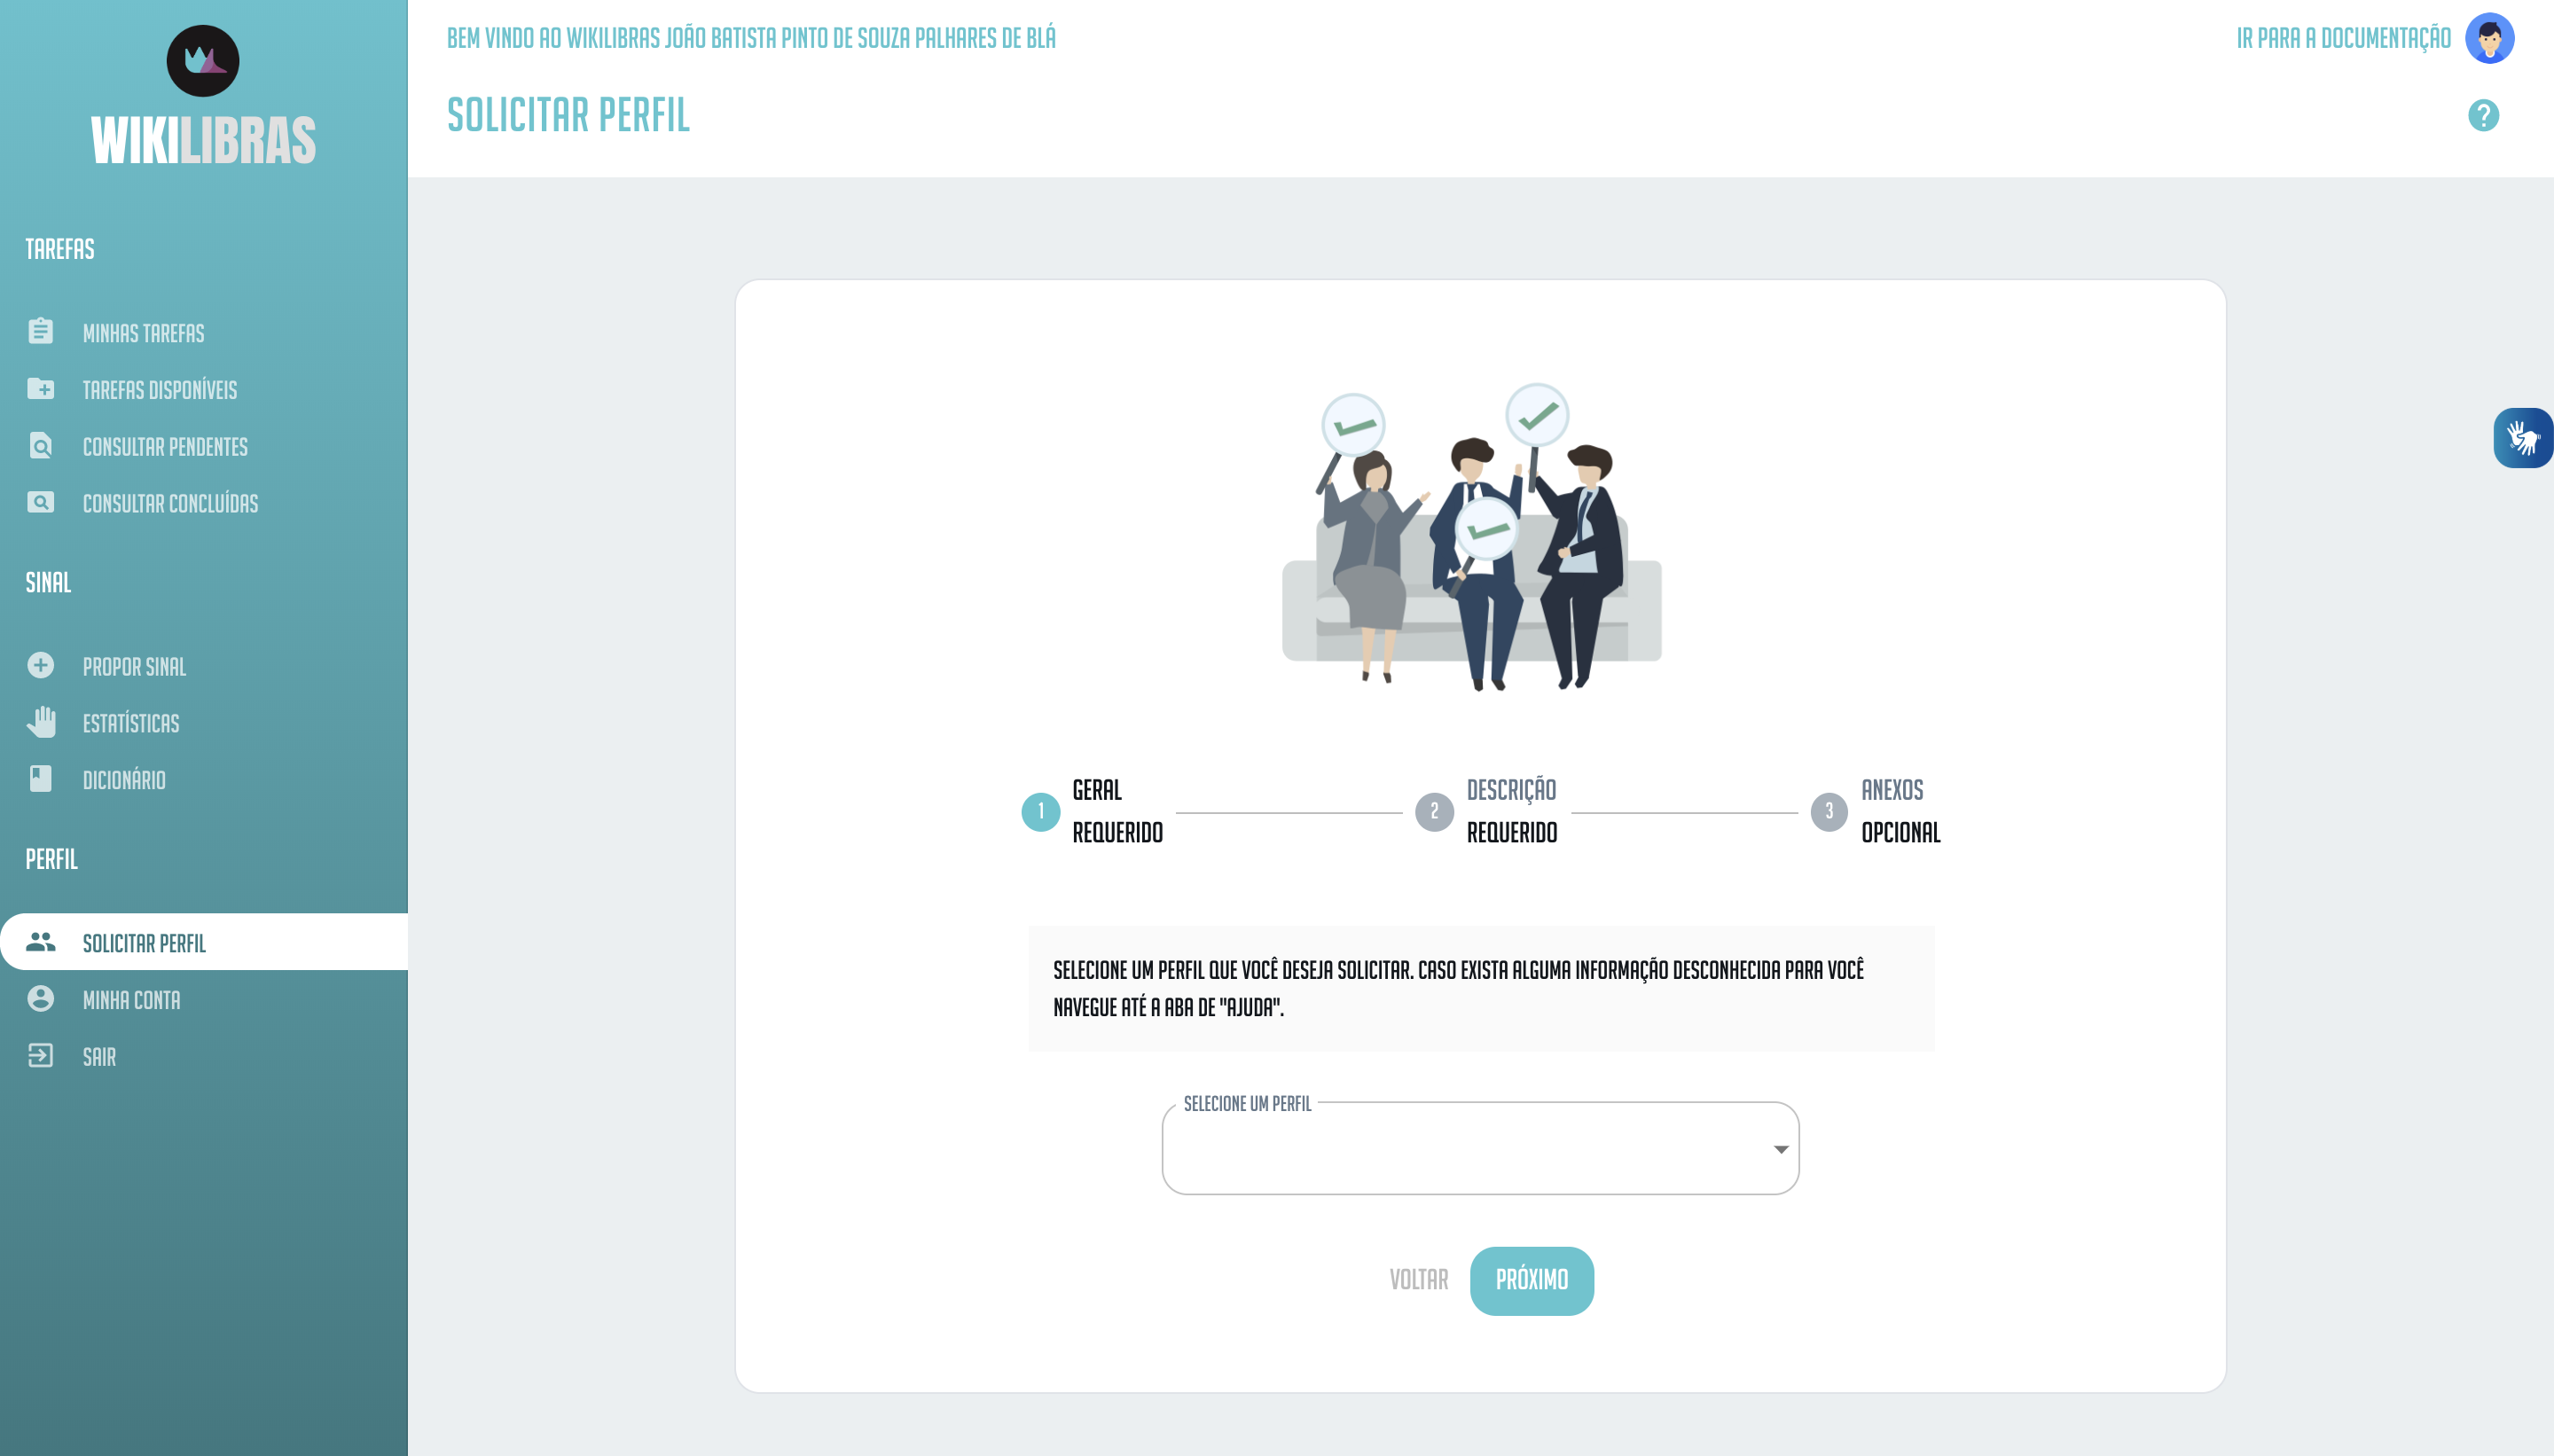 WIKILIBRAS
TAREFAS
MINHAS TAREFAS
TAREFAS DISPONÍVEIS
CONSULTAR PENDENTES
CONSULTAR CONCLUÍDAS
SINAL
PROPOR SINAL
ESTATÍSTICAS
DICIONÁRIO
PERFIL
SOLICITAR PERFIL
MINHA CONTA
SAIR
BEM VINDO AO WIKILIBRAS JOÃO BATISTA PINTO DE SOUZA PALHARES DE BLÁ
IR PARA A DOCUMENTAÇÃO
SOLICITAR PERFIL
?
1 GERAL
REQUERIDO
2 DESCRIÇÃO
REQUERIDO
3 ANEXOS
OPCIONAL
SELECIONE UM PERFIL QUE VOCÊ DESEJA SOLICITAR. CASO EXISTA ALGUMA INFORMAÇÃO DESCONHECIDA PARA VOCÊ
NAVEGUE ATÉ A ABA DE "AJUDA".
SELECIONE UM PERFIL
VOLTAR
PRÓXIMO